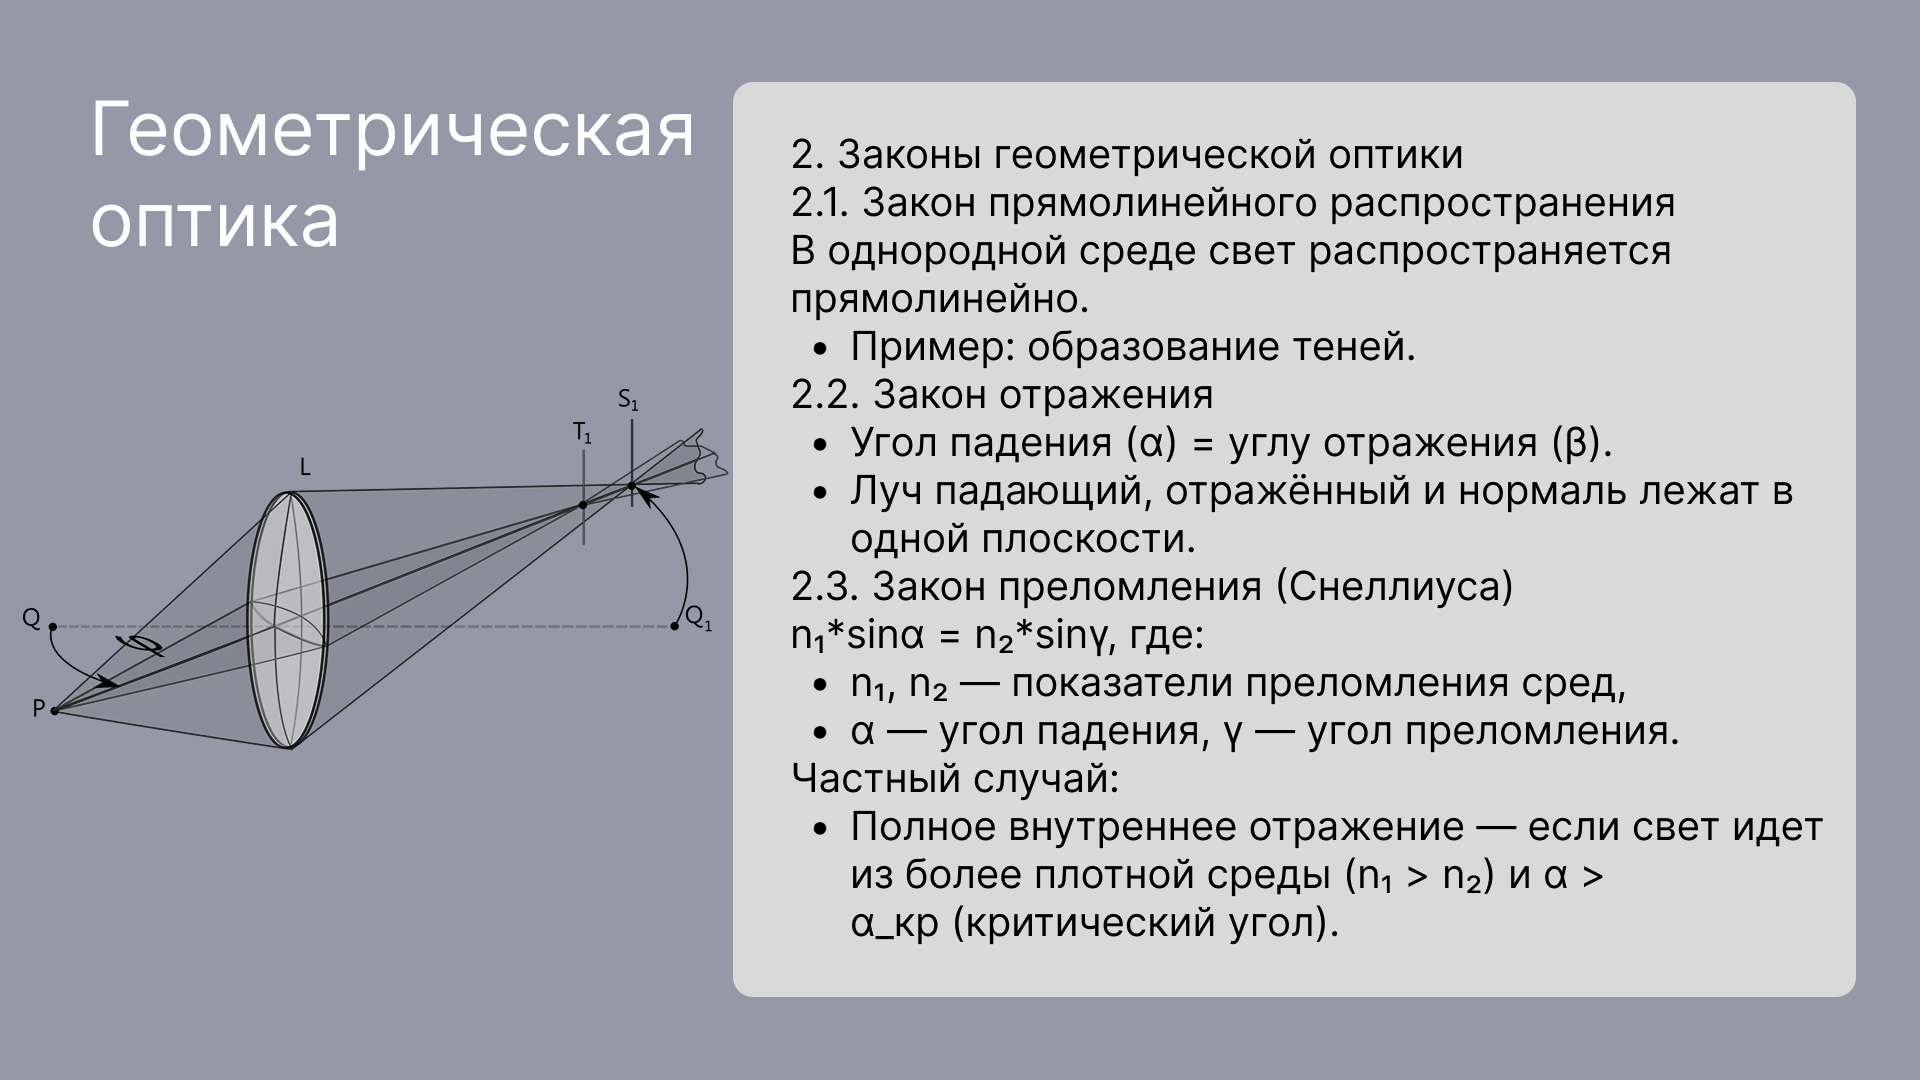 Геометрическая
оптика
2. Законы геометрической оптики
2.1. Закон прямолинейного распространения
В однородной среде свет распространяется
прямолинейно.
• Пример: образование теней.
2.2. Закон отражения
• Угол падения (α) = углу отражения (β).
• Луч падающий, отражённый и нормаль лежат в
одной плоскости.
2.3. Закон преломления (Снеллиуса)
n₁*sinα = n₂*sinγ, где:
• n₁, n₂ — показатели преломления сред,
• α — угол падения, γ — угол преломления.
Частный случай:
• Полное внутреннее отражение — если свет идет
из более плотной среды (n₁ > n₂) и α >
α_кр (критический угол).
S₁
T₁
L
Q
Q₁
P